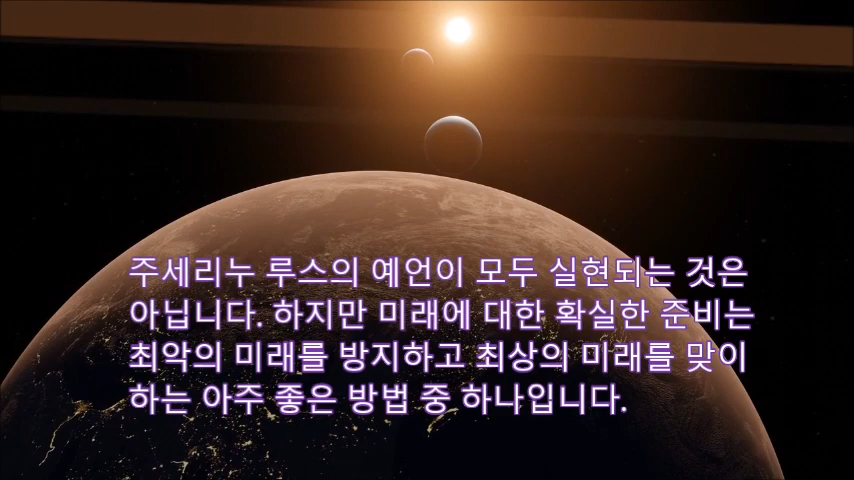 주세리누 루스의 예언이 모두 실현되는 것은
아닙니다. 하지만 미래에 대한 확실한 준비는
최악의 미래를 방지하고 최상의 미래를 맞이
하는 아주 좋은 방법 중 하나입니다.